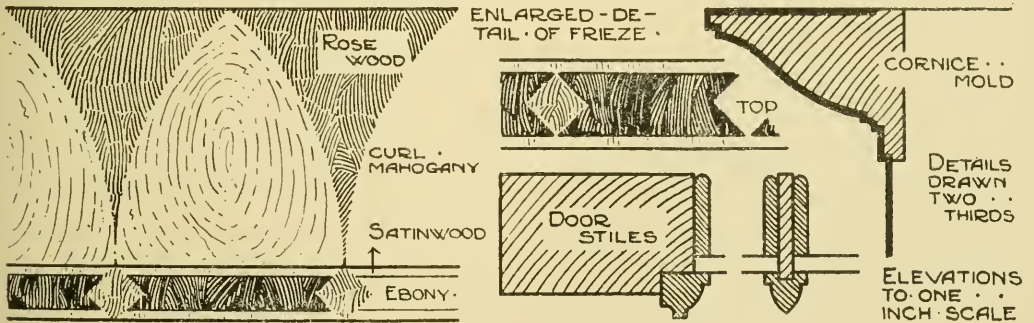 ROSE
WOOD
CURL ·
MAHOGANY
SATINWOOD
EBONY ·
ENLARGED-DE-
TAIL · OF FRIEZE ·
TOP
DOOR
STILES
CORNICE · ·
MOLD
DETAILS
DRAWN
TWO · ·
THIRDS
ELEVATIONS
TO · ONE · ·
INCH · SCALE